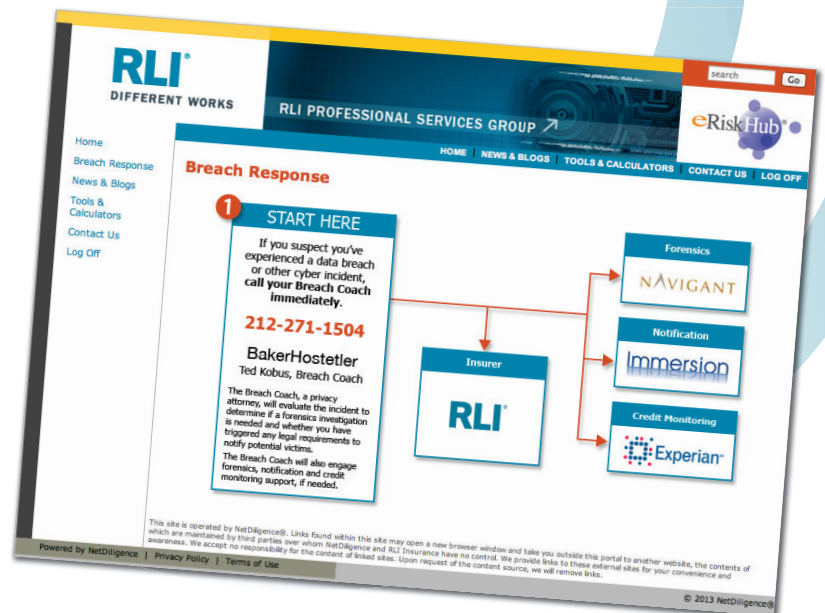 RLI®
DIFFERENT WORKS
RLI PROFESSIONAL SERVICES GROUP
search
Go
eRiskHub®
HOME | NEWS & BLOGS | TOOLS & CALCULATORS | CONTACT US | LOG OFF
Home
Breach Response
News & Blogs
Tools &
Calculators
Contact Us
Log Off
Breach Response
1
START HERE
If you suspect you've
experienced a data breach
or other cyber incident,
call your Breach Coach
immediately.
212-271-1504
BakerHostetler
Ted Kobus, Breach Coach
The Breach Coach, a privacy
attorney, will evaluate the incident to
determine if a forensics investigation
is needed and whether you have
triggered any legal requirements to
notify potential victims.
The Breach Coach will also engage
forensics, notification and credit
monitoring support, if needed.
Insurer
RLI®
Forensics
NAVIGANT
Notification
Immersion
Credit Monitoring
Experian™
This site is operated by NetDiligence®. Links found within this site may open a new browser window and take you outside this portal to another website, the contents of
which are maintained by third parties over whom NetDiligence and RLI Insurance have no control. We provide links to these external sites for your convenience and
awareness. We accept no responsibility for the content of linked sites. Upon request of the content source, we will remove links.
Powered by NetDiligence | Privacy Policy | Terms of Use
© 2013 NetDiligence®